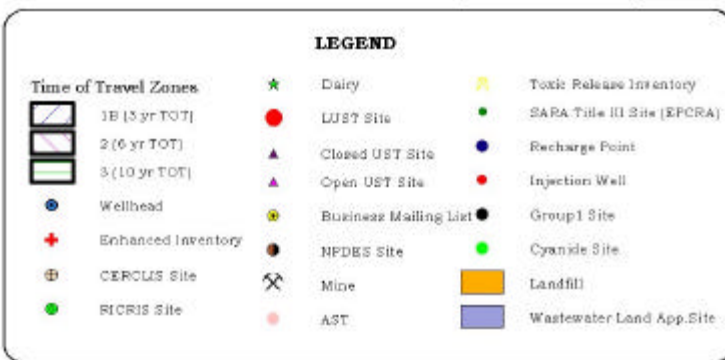 LEGEND
Time of Travel Zones
1B (3 yr TOT)
2 (6 yr TOT)
3 (10 yr TOT)
Wellhead
Enhanced Inventory
CERCLIS Site
RICRIS Site
Dairy
LUST Site
Closed UST Site
Open UST Site
Business Mailing List
NPDES Site
Mine
AST
Toxic Release Inventory
SARA Title III Site (EPCRA)
Recharge Point
Injection Well
Group1 Site
Cyanide Site
Landfill
Wastewater Land App.Site